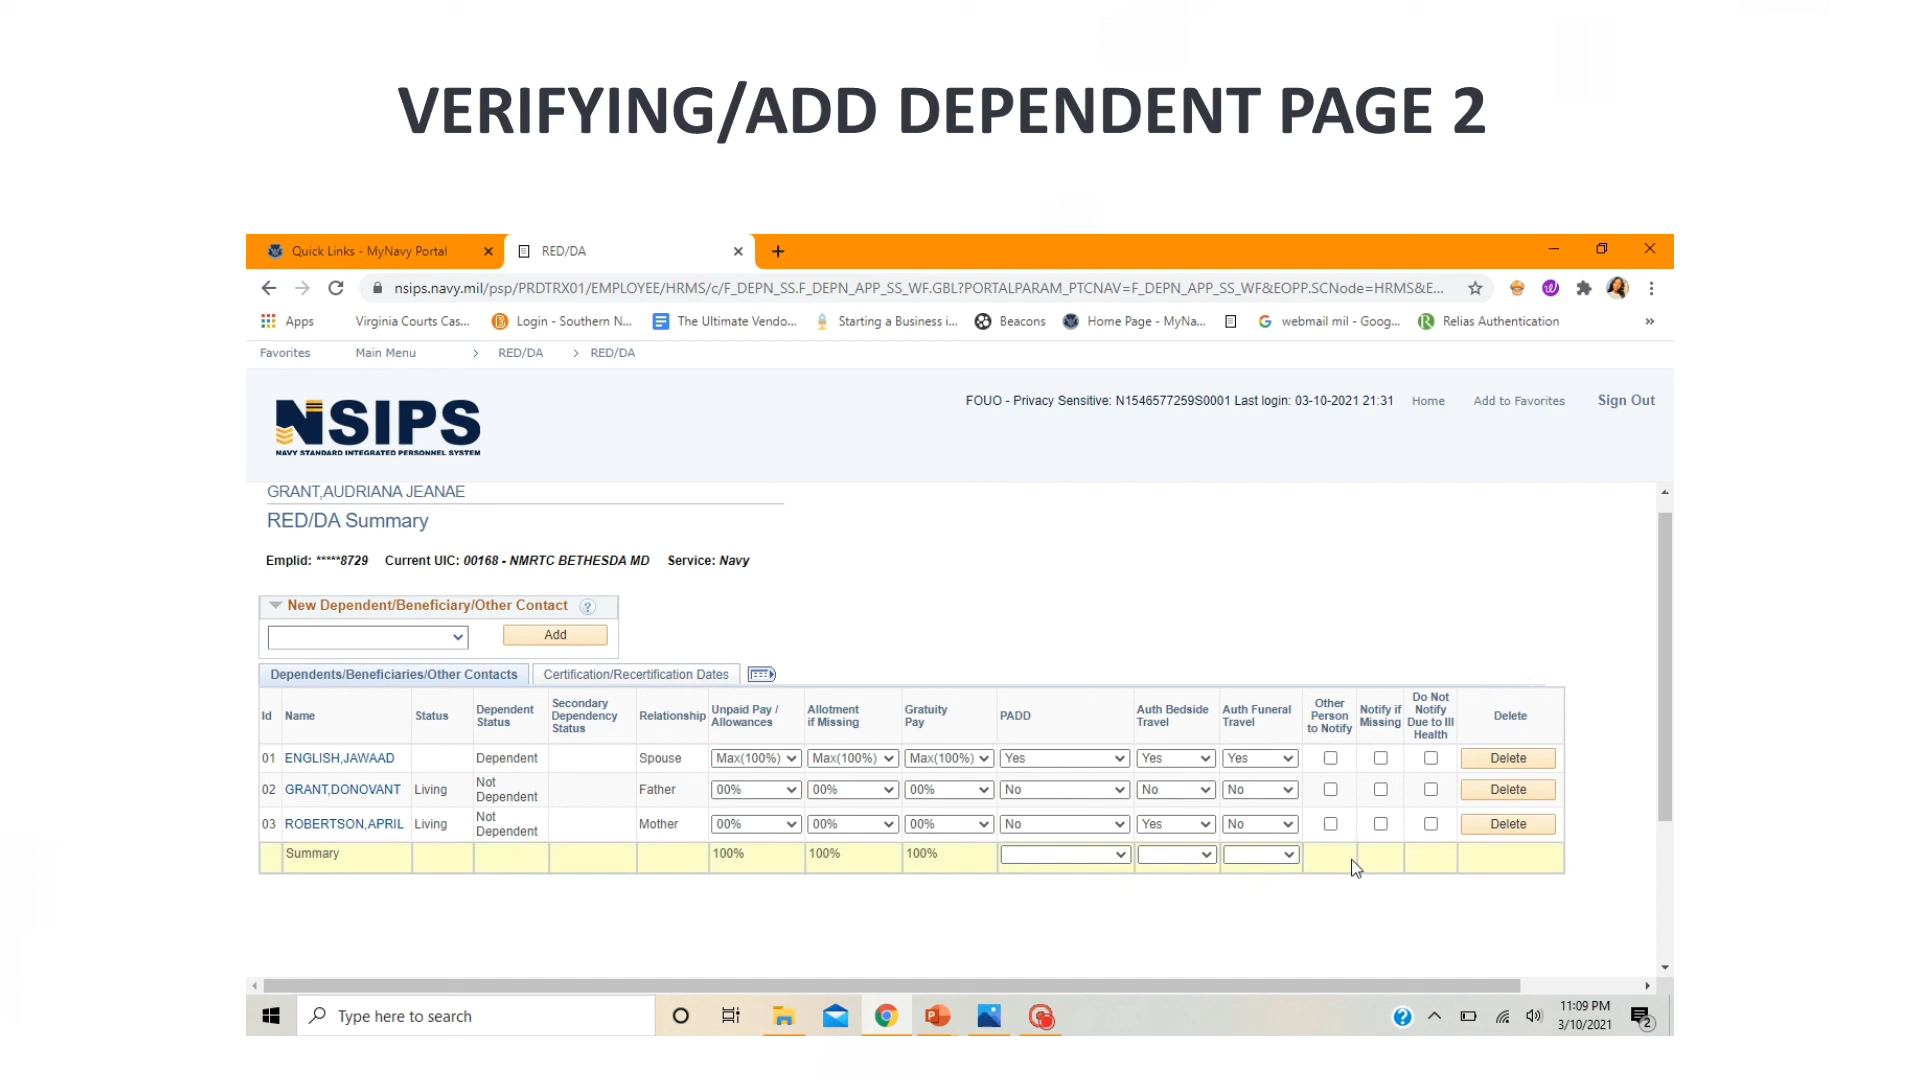 VERIFYING/ADD DEPENDENT PAGE 2
Quick Links - MyNavy Portal
RED/DA
nsips.navy.mil/psp/PRDTRX01/EMPLOYEE/HRMS/c/F_DEPN_SS.F_DEPN_APP_SS_WF.GBL?PORTALPARAM_PTCNAV=F_DEPN_APP_SS_WF&EOPP.SCNode=HRMS&E...
Apps Virginia Courts Cas... Login - Southern N... The Ultimate Vendo... Starting a Business i... Beacons Home Page - MyNa... webmail mil - Goog... Relias Authentication »
Favorites Main Menu > RED/DA > RED/DA
NSIPS
NAVY STANDARD INTEGRATED PERSONNEL SYSTEM
FOUO - Privacy Sensitive: N1546577259S0001 Last login: 03-10-2021 21:31 Home Add to Favorites Sign Out
GRANT,AUDRIANA JEANAE
RED/DA Summary
Emplid: *****8729 Current UIC: 00168 - NMRTC BETHESDA MD Service: Navy
New Dependent/Beneficiary/Other Contact ?
Add
Dependents/Beneficiaries/Other Contacts Certification/Recertification Dates
Id Name Status Dependent Status Secondary Dependency Status Relationship Unpaid Pay / Allowances Allotment if Missing Gratuity Pay PADD Auth Bedside Travel Auth Funeral Travel Other Person to Notify Notify if Missing Do Not Notify Due to Ill Health Delete
01 ENGLISH,JAWAAD Dependent Spouse Max(100%) Max(100%) Max(100%) Yes Yes Yes Delete
02 GRANT,DONOVANT Living Not Dependent Father 00% 00% 00% No No No Delete
03 ROBERTSON,APRIL Living Not Dependent Mother 00% 00% 00% No Yes No Delete
Summary 100% 100% 100%
Type here to search
11:09 PM
3/10/2021
2